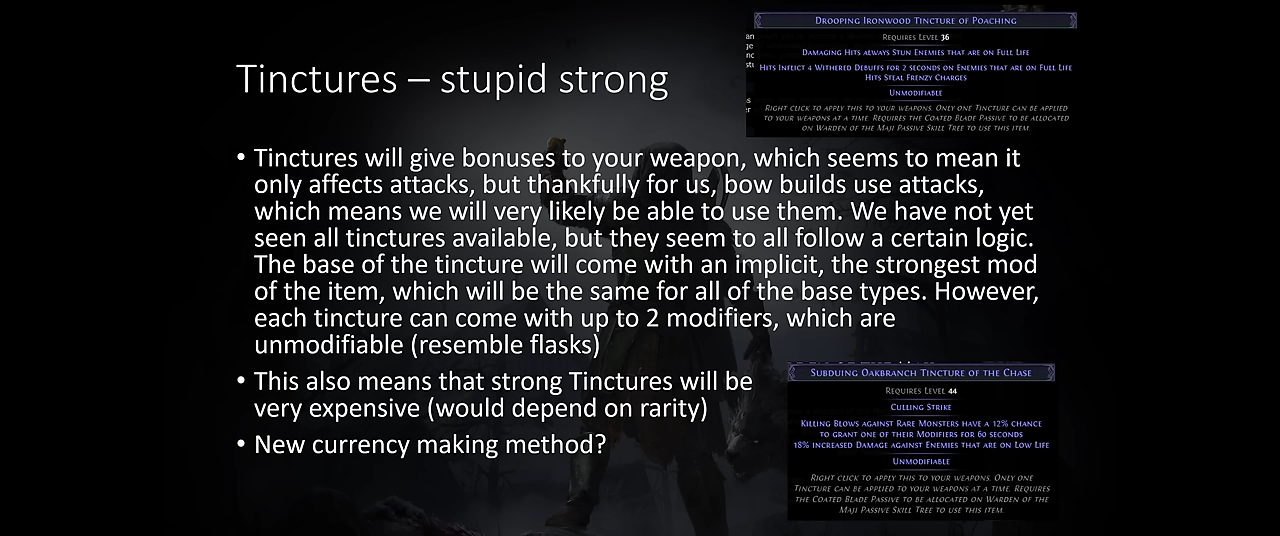 Tinctures – stupid strong
DROOPING IRONWOOD TINCTURE OF POACHING
REQUIRES LEVEL 36
DAMAGING HITS ALWAYS STUN ENEMIES THAT ARE ON FULL LIFE
HITS INFLICT 4 WITHERED DEBUFFS FOR 2 SECONDS ON ENEMIES THAT ARE ON FULL LIFE
HITS STEAL FRENZY CHARGES
UNMODIFIABLE
RIGHT CLICK TO APPLY THIS TO YOUR WEAPONS. ONLY ONE TINCTURE CAN BE APPLIED
TO YOUR WEAPONS AT A TIME. REQUIRES THE COATED BLADE PASSIVE TO BE ALLOCATED
ON WARDEN OF THE MAJI PASSIVE SKILL TREE TO USE THIS ITEM.
• Tinctures will give bonuses to your weapon, which seems to mean it
only affects attacks, but thankfully for us, bow builds use attacks,
which means we will very likely be able to use them. We have not yet
seen all tinctures available, but they seem to all follow a certain logic.
The base of the tincture will come with an implicit, the strongest mod
of the item, which will be the same for all of the base types. However,
each tincture can come with up to 2 modifiers, which are
unmodifiable (resemble flasks)
• This also means that strong Tinctures will be
very expensive (would depend on rarity)
• New currency making method?
SUBDUING OAKBRANCH TINCTURE OF THE CHASE
REQUIRES LEVEL 44
CULLING STRIKE
KILLING BLOWS AGAINST RARE MONSTERS HAVE A 12% CHANCE
TO GRANT ONE OF THEIR MODIFIERS FOR 60 SECONDS
18% INCREASED DAMAGE AGAINST ENEMIES THAT ARE ON LOW LIFE
UNMODIFIABLE
RIGHT CLICK TO APPLY THIS TO YOUR WEAPONS. ONLY ONE
TINCTURE CAN BE APPLIED TO YOUR WEAPONS AT A TIME. REQUIRES
THE COATED BLADE PASSIVE TO BE ALLOCATED ON WARDEN OF THE
MAJI PASSIVE SKILL TREE TO USE THIS ITEM.